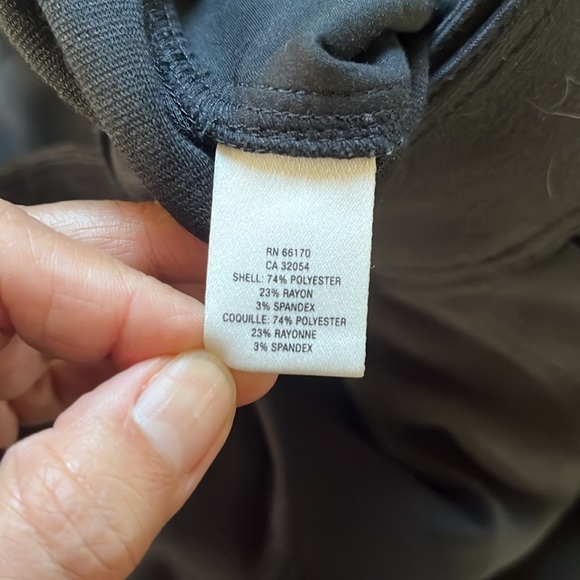 RN 66170
CA 32054
SHELL: 74% POLYESTER
23% RAYON
3% SPANDEX
COQUILLE: 74% POLYESTER
23% RAYONNE
3% SPANDEX